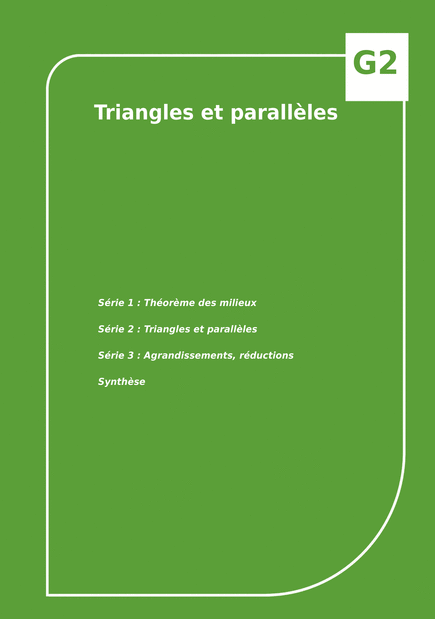 G2
Triangles et parallèles
Série 1 : Théorème des milieux
Série 2 : Triangles et parallèles
Série 3 : Agrandissements, réductions
Synthèse